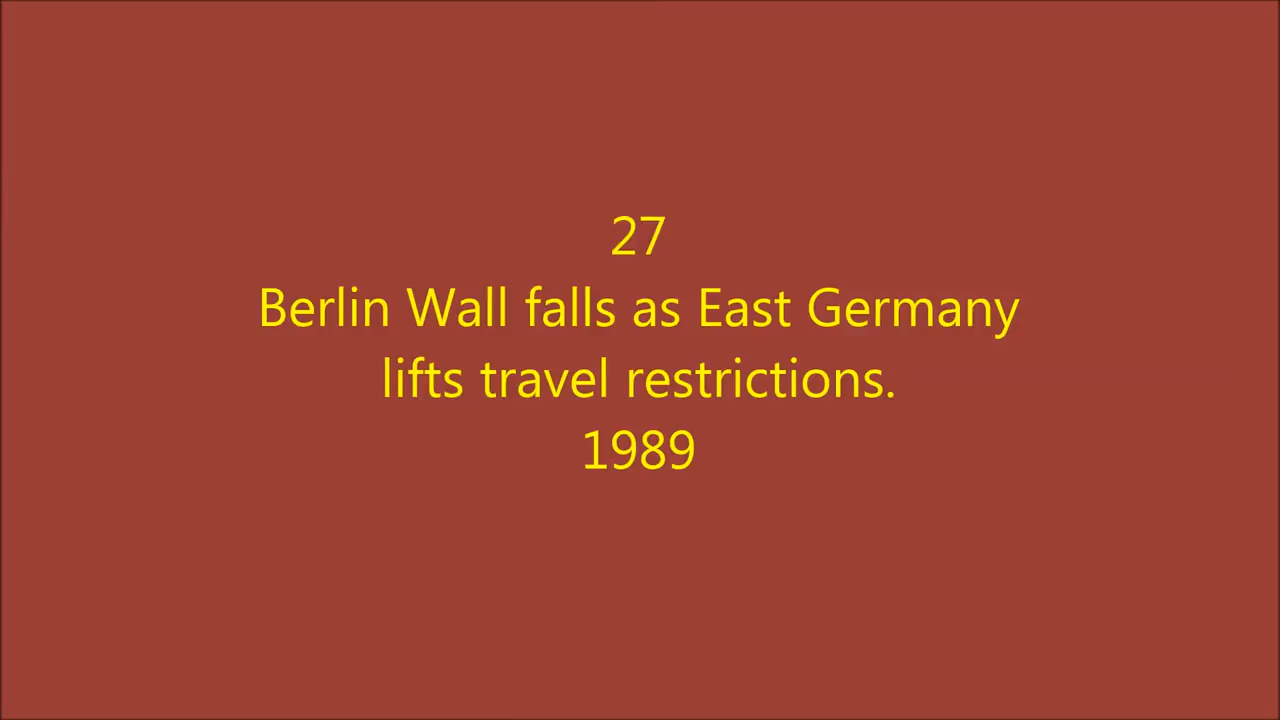 27
Berlin Wall falls as East Germany
lifts travel restrictions.
1989